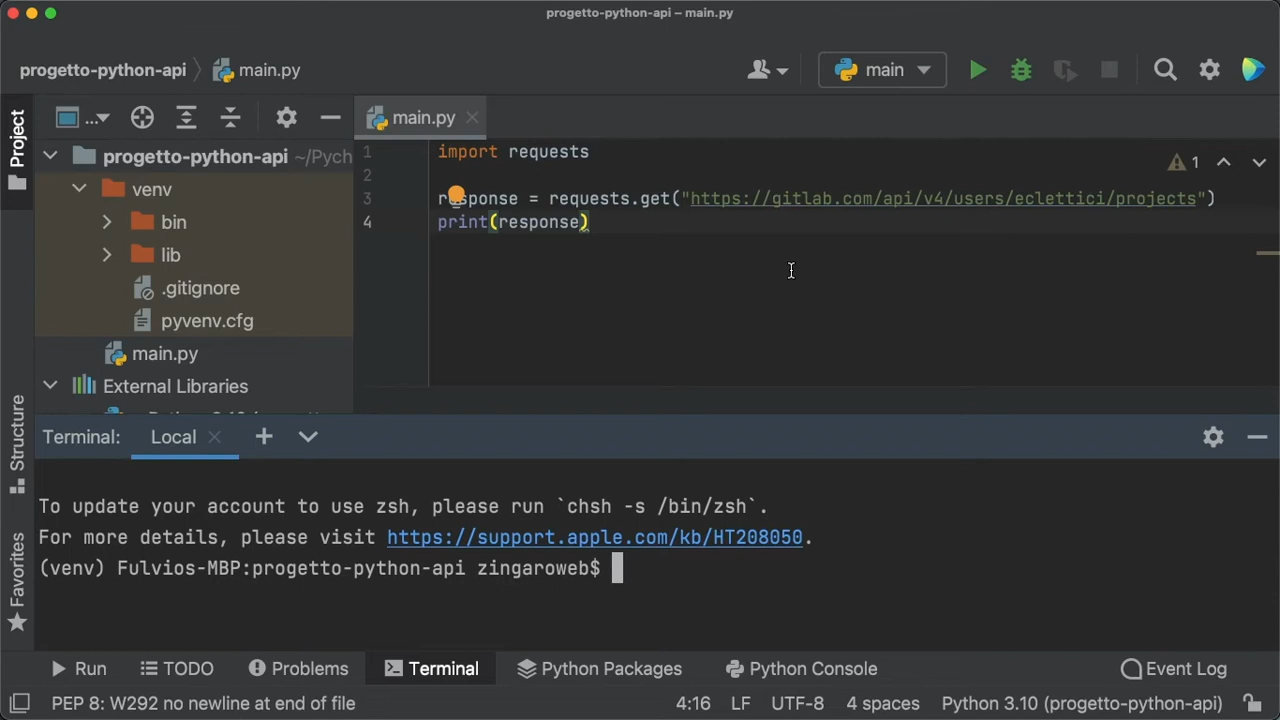 progetto-python-api – main.py
progetto-python-api main.py
main
Project
... main.py
progetto-python-api ~/Pych
venv
bin
lib
.gitignore
pyvenv.cfg
main.py
External Libraries
1 import requests
2
3 response = requests.get("https://gitlab.com/api/v4/users/eclettici/projects")
4 print(response)
1
Structure
Favorites
Terminal: Local
To update your account to use zsh, please run `chsh -s /bin/zsh`.
For more details, please visit https://support.apple.com/kb/HT208050.
(venv) Fulvios-MBP:progetto-python-api zingaroweb$
Run TODO Problems Terminal Python Packages Python Console Event Log
PEP 8: W292 no newline at end of file 4:16 LF UTF-8 4 spaces Python 3.10 (progetto-python-api)